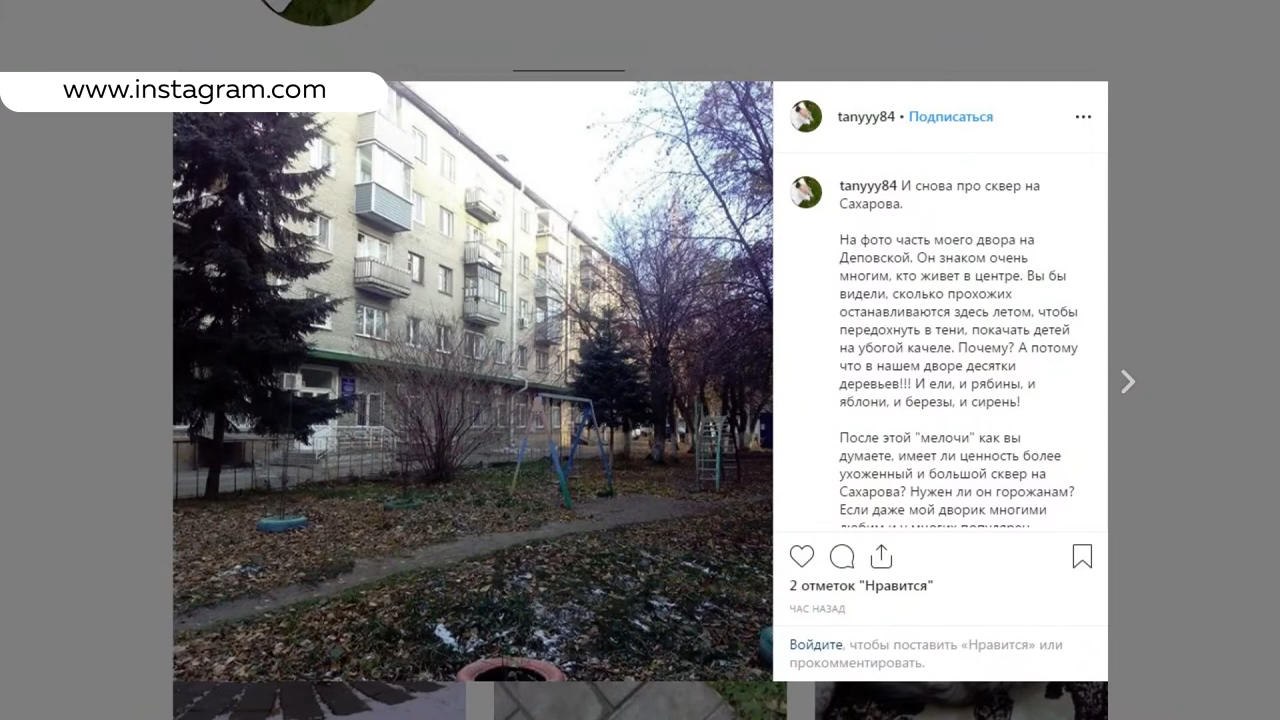 www.instagram.com
tanyyy84 • Подписаться
tanyyy84 И снова про сквер на
Сахарова.
На фото часть моего двора на
Деповской. Он знаком очень
многим, кто живет в центре. Вы бы
видели, сколько прохожих
останавливаются здесь летом, чтобы
передохнуть в тени, покачать детей
на убогой качеле. Почему? А потому
что в нашем дворе десятки
деревьев!!! И ели, и рябины, и
яблони, и березы, и сирень!
После этой "мелочи" как вы
думаете, имеет ли ценность более
ухоженный и большой сквер на
Сахарова? Нужен ли он горожанам?
Если даже мой дворик многими
любим и у многих популярен
2 отметок "Нравится"
ЧАС НАЗАД
Войдите, чтобы поставить «Нравится» или
прокомментировать.